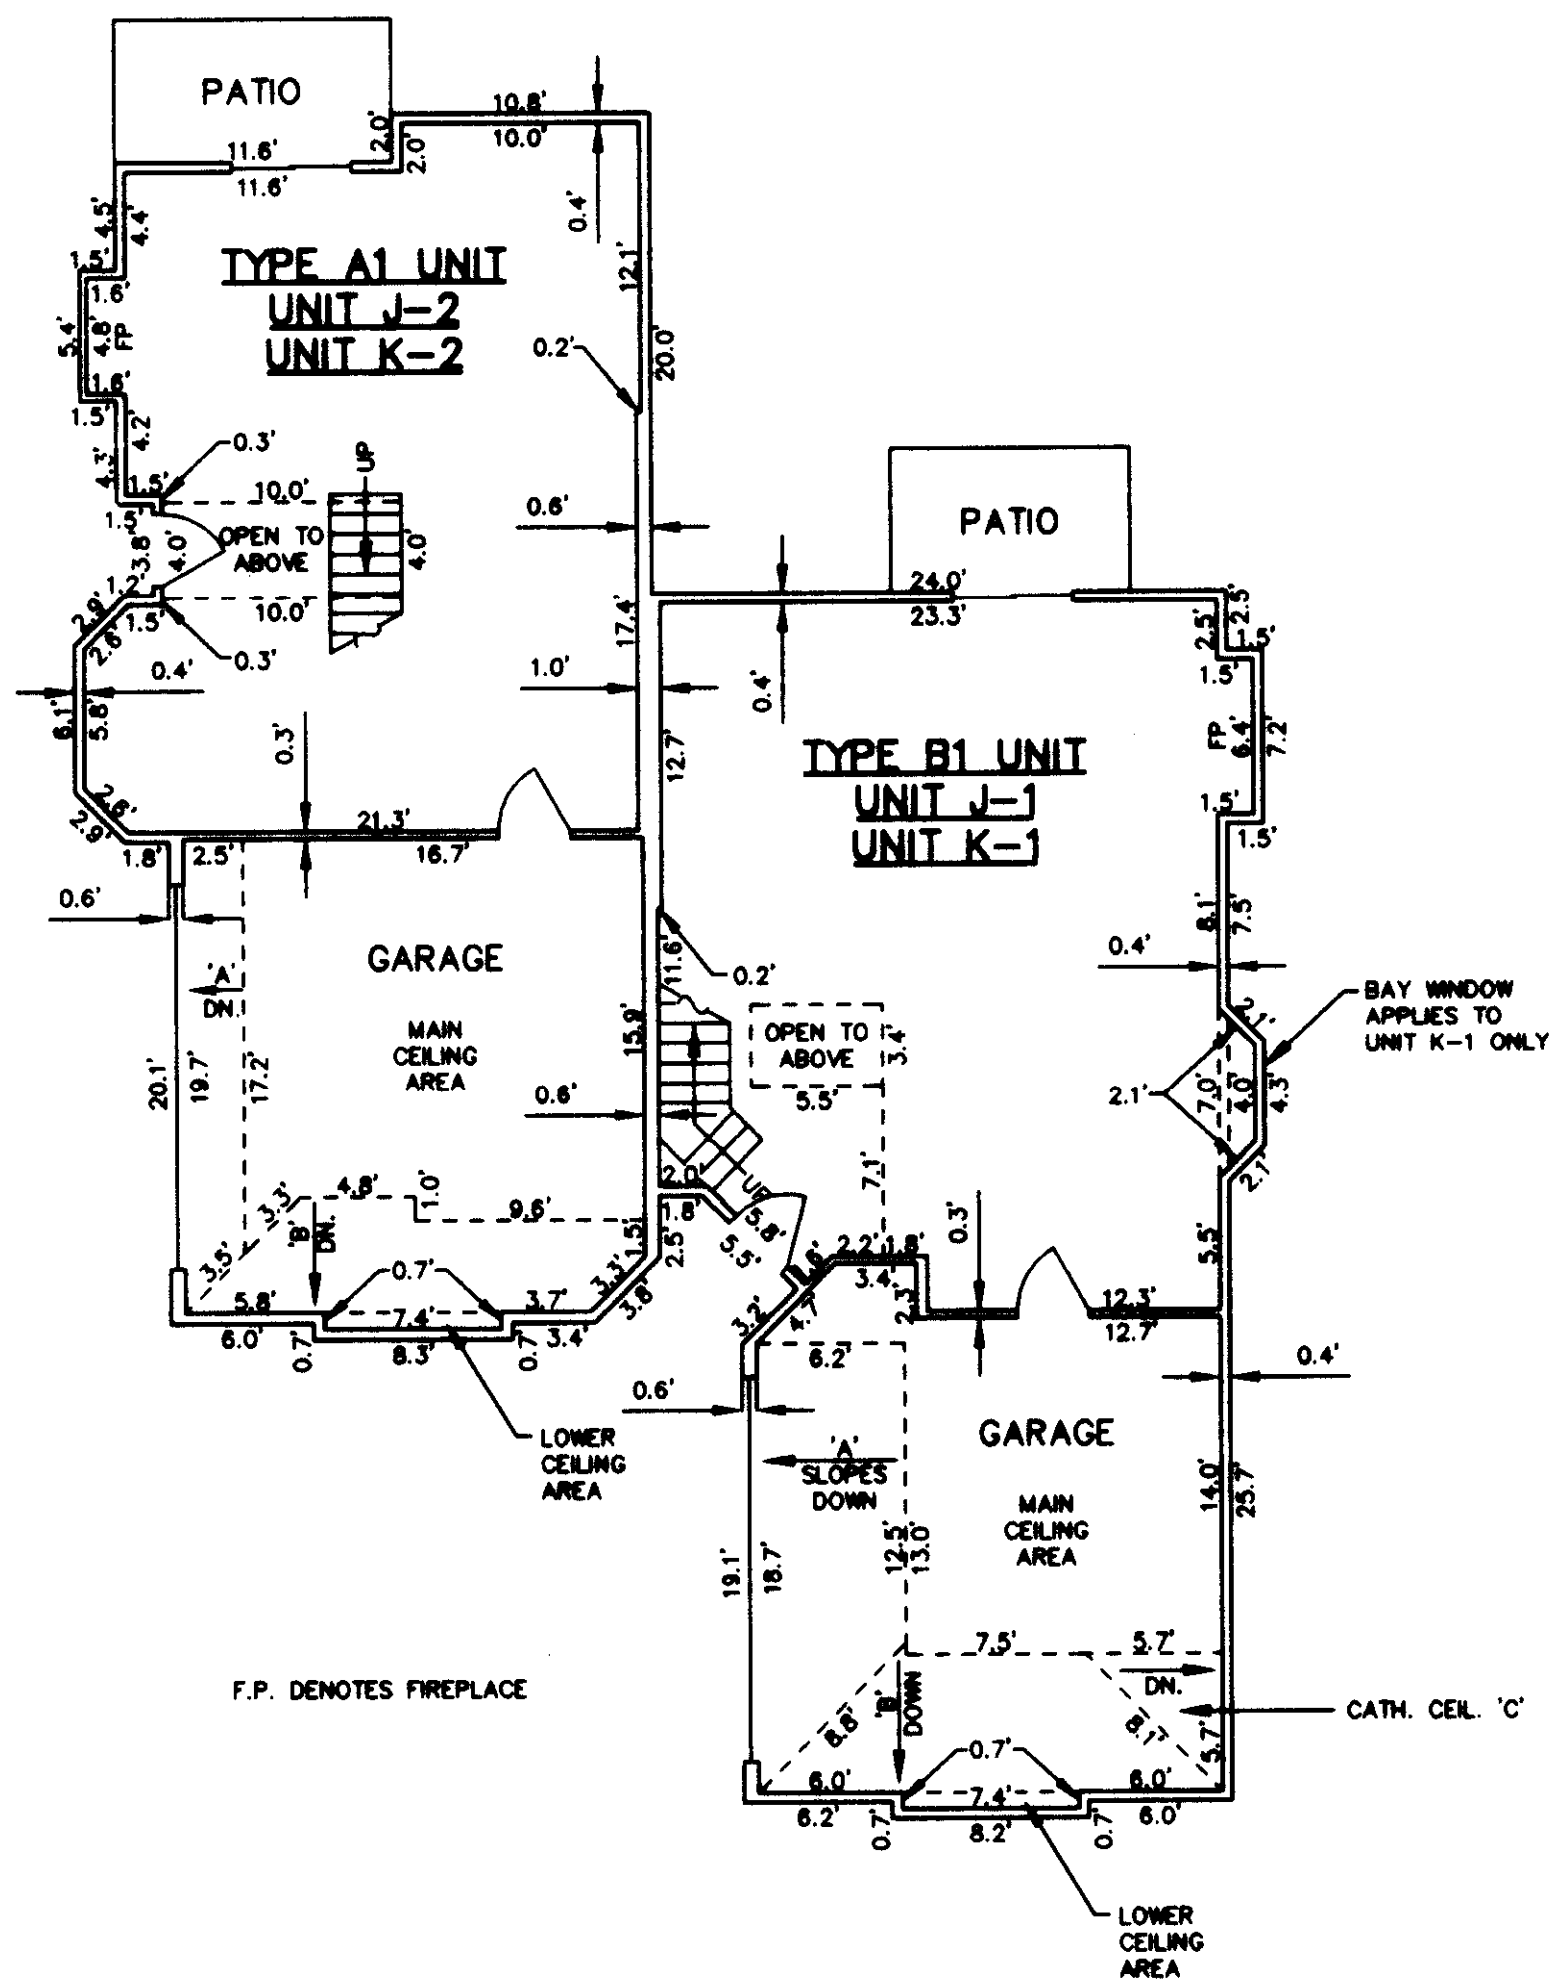 PATIO
10.8'
10.0'
2.0'
2.0'
11.6'
11.6'
0.4'
4.5'
4.4'
12.1'
TYPE A1 UNIT
UNIT J-2
UNIT K-2
1.5'
1.6'
5.4'
4.8'
FP
20.0'
0.2'
1.6'
1.5'
4.2'
4.3'
0.3'
UP
1.5'
10.0'
1.5'
0.6'
OPEN TO
ABOVE
3.8'
4.0'
4.0'
1.2'
10.0'
2.9'
1.5'
2.6'
17.4'
0.3'
0.4'
1.0'
6.1'
5.8'
0.3'
12.7'
2.6'
2.9'
21.3'
1.8'
2.5'
16.7'
0.6'
GARAGE
'A'
DN.
MAIN
CEILING
AREA
15.9'
20.1'
19.7'
17.2'
0.6'
3.3'
4.8'
1.0'
9.6'
'B'
DN.
3.5'
1.5'
2.5'
0.7'
3.3'
3.8'
5.8'
7.4'
3.7'
6.0'
0.7'
8.3'
0.7'
3.4'
LOWER
CEILING
AREA
PATIO
24.0'
23.3'
0.4'
2.5'
2.5'
1.5'
1.5'
FP
6.4'
7.2'
TYPE B1 UNIT
UNIT J-1
UNIT K-1
1.5'
1.5'
8.1'
7.5'
0.4'
11.6'
0.2'
BAY WINDOW
APPLIES TO
UNIT K-1 ONLY
2.1'
OPEN TO
ABOVE
3.4'
5.5'
2.1'
7.0'
4.0'
4.3'
2.1'
7.1'
UP
2.0'
1.8'
5.8'
5.5'
0.3'
5.5'
1.6'
2.2'
1.8'
3.4'
2.3'
3.2'
4.7'
12.3'
12.7'
6.2'
0.4'
0.6'
GARAGE
'A'
SLOPES
DOWN
MAIN
CEILING
AREA
14.0'
25.7'
12.5'
13.0'
19.1'
18.7'
7.5'
5.7'
DN.
F.P. DENOTES FIREPLACE
CATH. CEIL. 'C'
8.8'
'B'
DOWN
8.1'
5.7'
0.7'
6.0'
7.4'
6.0'
6.2'
0.7'
8.2'
0.7'
6.0'
LOWER
CEILING
AREA